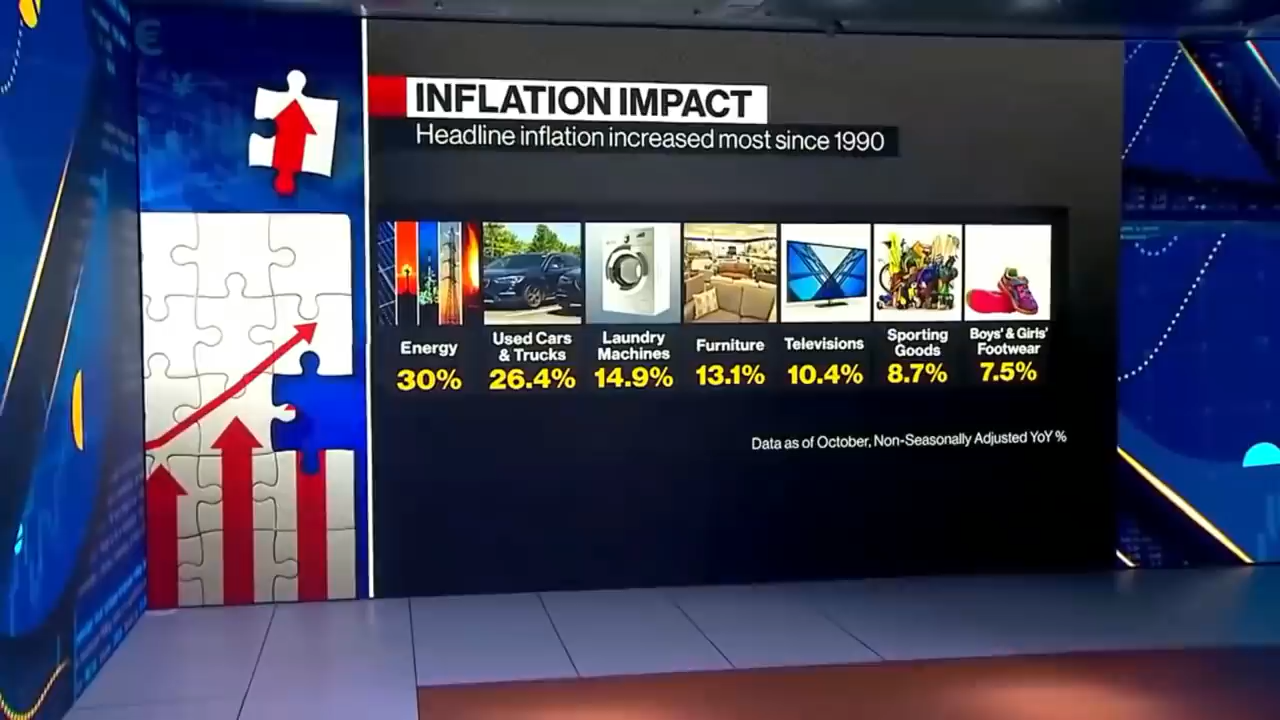 INFLATION IMPACT
Headline inflation increased most since 1990
Energy
30%
Used Cars
& Trucks
26.4%
Laundry
Machines
14.9%
Furniture
13.1%
Televisions
10.4%
Sporting
Goods
8.7%
Boys' & Girls'
Footwear
7.5%
Data as of October, Non-Seasonally Adjusted YoY %